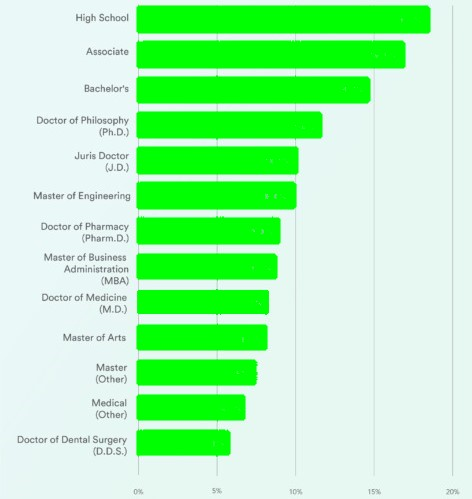 High School
Associate
Bachelor's
Doctor of Philosophy
(Ph.D.)
Juris Doctor
(J.D.)
Master of Engineering
Doctor of Pharmacy
(Pharm.D.)
Master of Business
Administration
(MBA)
Doctor of Medicine
(M.D.)
Master of Arts
Master
(Other)
Medical
(Other)
Doctor of Dental Surgery
(D.D.S.)
0%
5%
10%
15%
20%